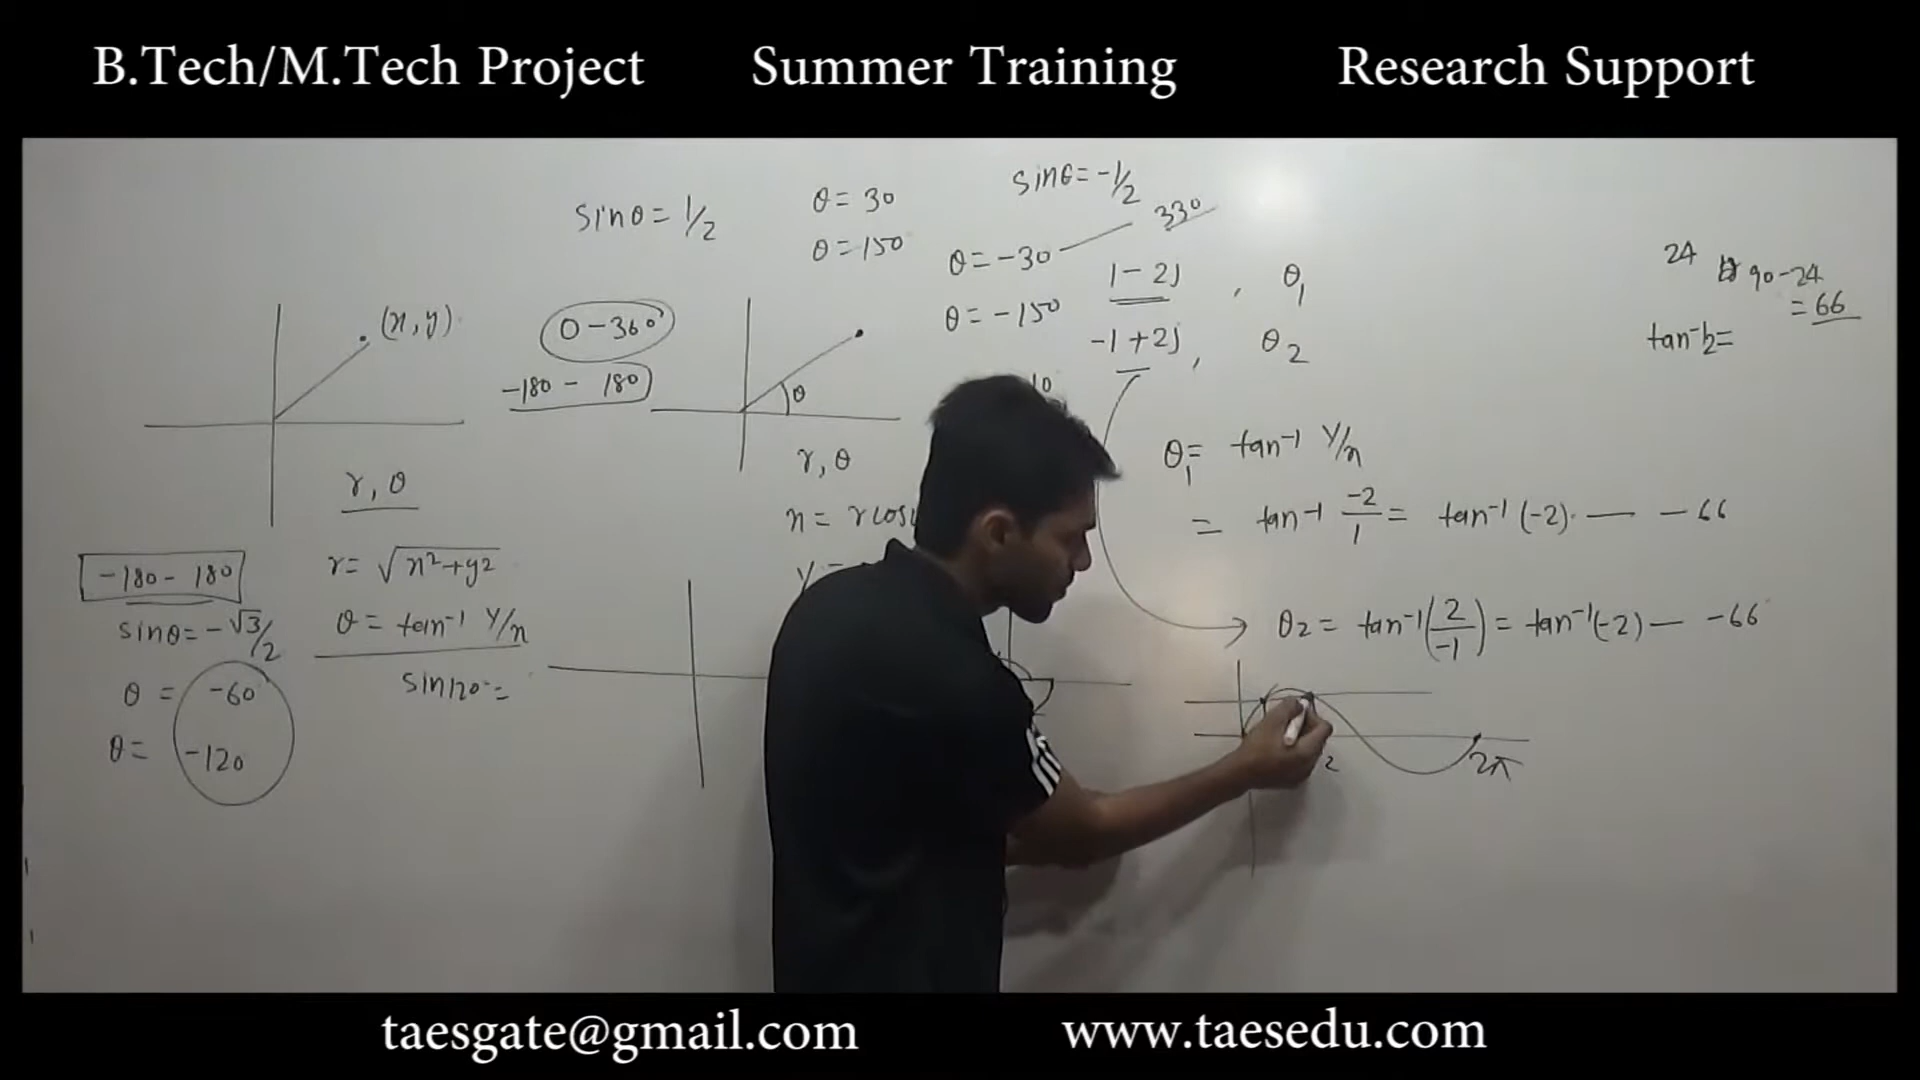 B.Tech/M.Tech Project Summer Training Research Support
sinθ = 1/2
θ = 30
θ = 150
sinθ = -1/2
θ = -30
330
θ = -150
1 - 2j , θ1
-1 + 2j , θ2
10
24
90-24
= 66
(x, y)
0 - 360°
-180 - 180
θ
r, θ
r, θ
-180 - 180
r = √x²+y²
θ = tan⁻¹ y/x
sinθ = -√3/2
θ = -60°
θ = -120
sin120° =
x = r cos
y =
θ1 = tan⁻¹ y/x
= tan⁻¹ -2/1 = tan⁻¹ (-2) — -66
θ2 = tan⁻¹(2/-1) = tan⁻¹(-2) — -66
2
2π
taesgate@gmail.com www.taesedu.com